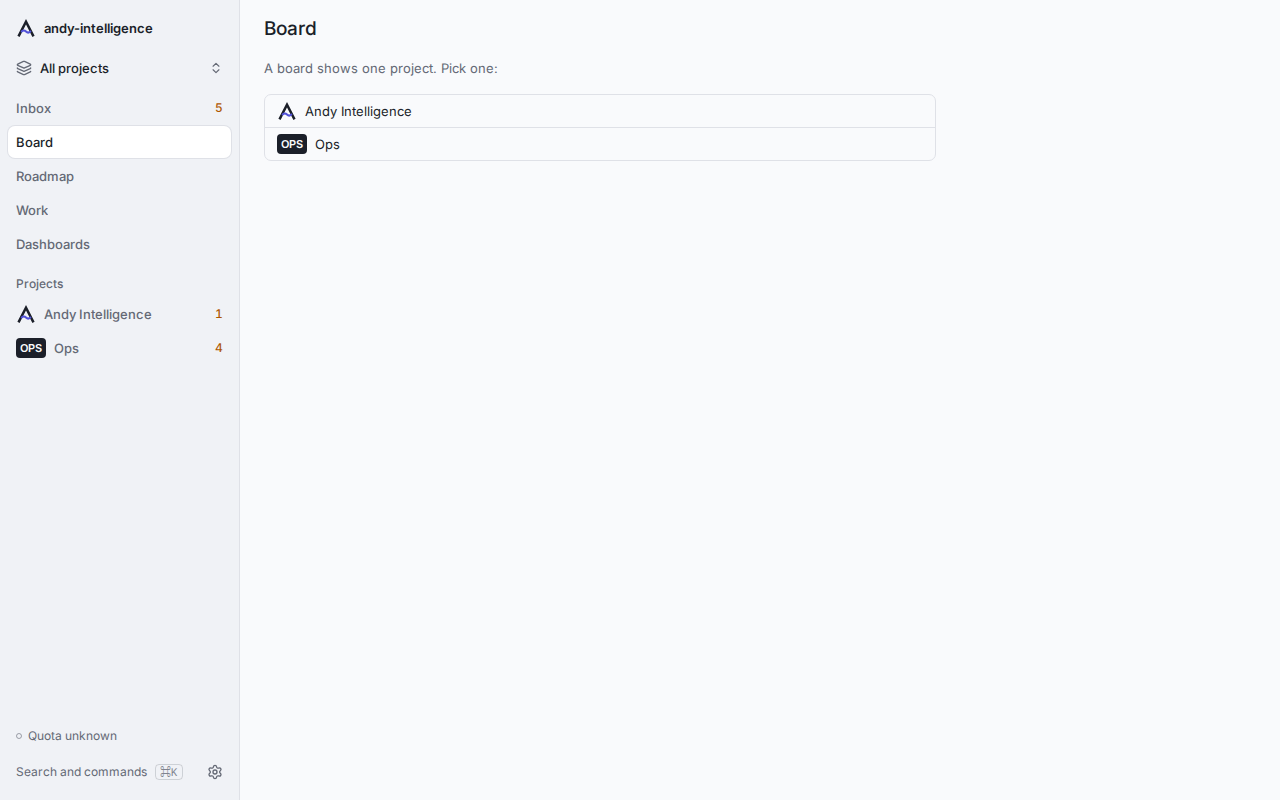 andy-intelligence
All projects
Inbox 5
Board
Roadmap
Work
Dashboards
Projects
Andy Intelligence 1
OPS Ops 4
Quota unknown
Search and commands ⌘K
Board
A board shows one project. Pick one:
Andy Intelligence
OPS Ops